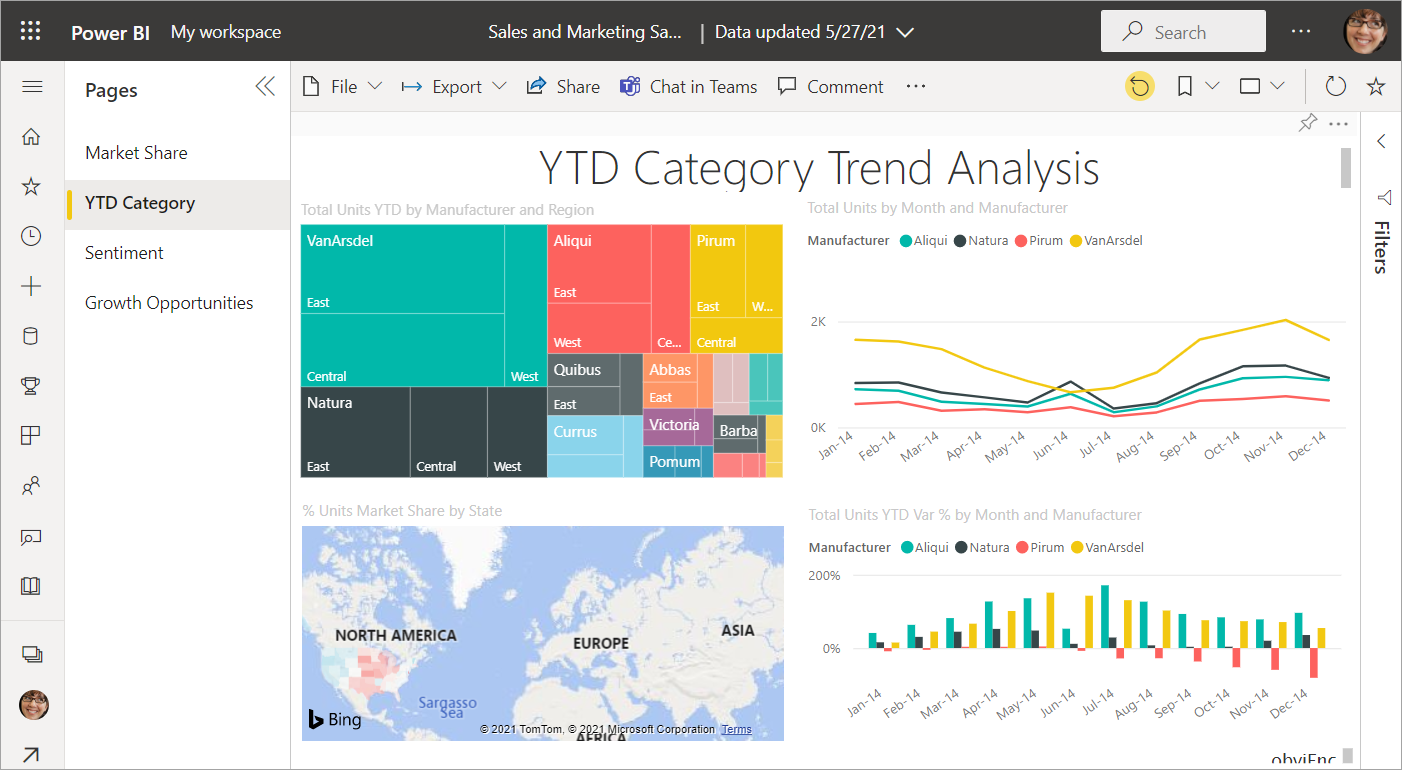 Power BI My workspace Sales and Marketing Sa... | Data updated 5/27/21 Search ...
Pages
Market Share
YTD Category
Sentiment
Growth Opportunities
File Export Share Chat in Teams Comment ...
YTD Category Trend Analysis
Total Units YTD by Manufacturer and Region
VanArsdel
East
Central
West
Aliqui
East
West
Ce...
Pirum
East
W...
Central
Natura
East
Central
West
Quibus
East
Currus
Abbas
East
Victoria
Pomum
Barba
Total Units by Month and Manufacturer
Manufacturer Aliqui Natura Pirum VanArsdel
2K
0K
Jan-14 Feb-14 Mar-14 Apr-14 May-14 Jun-14 Jul-14 Aug-14 Sep-14 Oct-14 Nov-14 Dec-14
% Units Market Share by State
NORTH AMERICA
EUROPE
ASIA
Sargasso
Sea
AFRICA
Bing
© 2021 TomTom, © 2021 Microsoft Corporation Terms
Total Units YTD Var % by Month and Manufacturer
Manufacturer Aliqui Natura Pirum VanArsdel
200%
0%
Jan-14 Feb-14 Mar-14 Apr-14 May-14 Jun-14 Jul-14 Aug-14 Sep-14 Oct-14 Nov-14 Dec-14
obviEnc
Filters